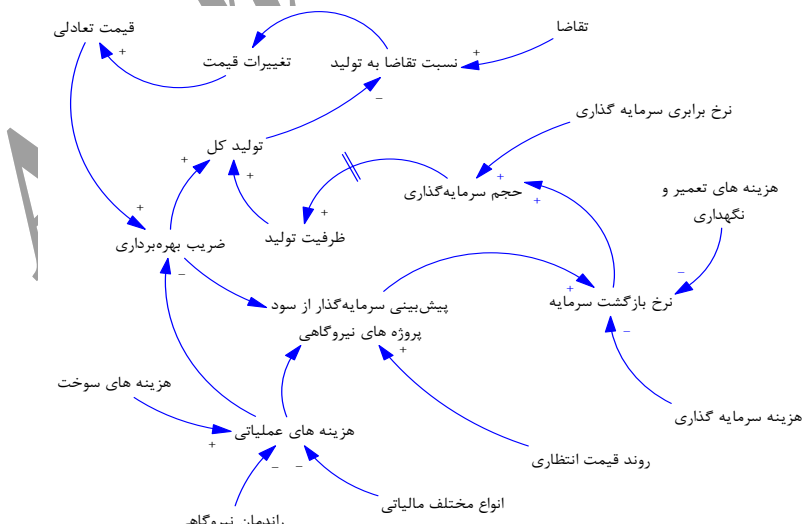 قیمت تعادلی
تقاضا
تغییرات قیمت
نسبت تقاضا به تولید
نرخ برابری سرمایه گذاری
تولید کل
حجم سرمایه‌گذاری
هزینه های تعمیر و
نگهداری
ضریب بهره‌برداری
ظرفیت تولید
پیش‌بینی سرمایه‌گذار از سود
پروژه های نیروگاهی
نرخ بازگشت سرمایه
هزینه های سوخت
هزینه های عملیاتی
هزینه سرمایه گذاری
روند قیمت انتظاری
انواع مختلف مالیاتی
راندمان نیروگاهی